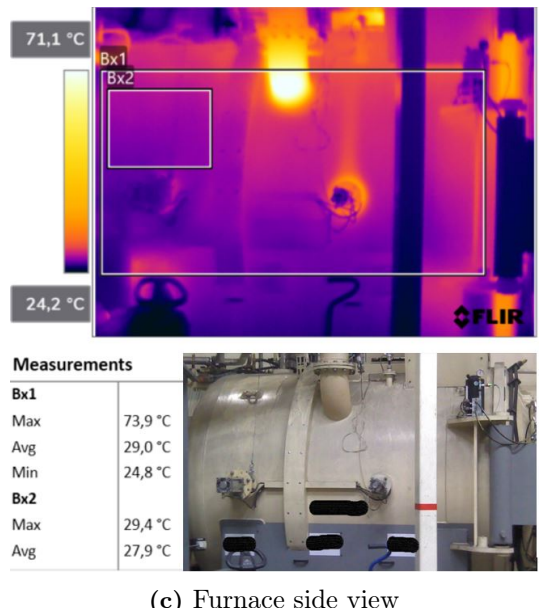 71,1 °C
Bx1
Bx2
24,2 °C
FLIR
Measurements
Bx1
Max 73,9 °C
Avg 29,0 °C
Min 24,8 °C
Bx2
Max 29,4 °C
Avg 27,9 °C
(c) Furnace side view